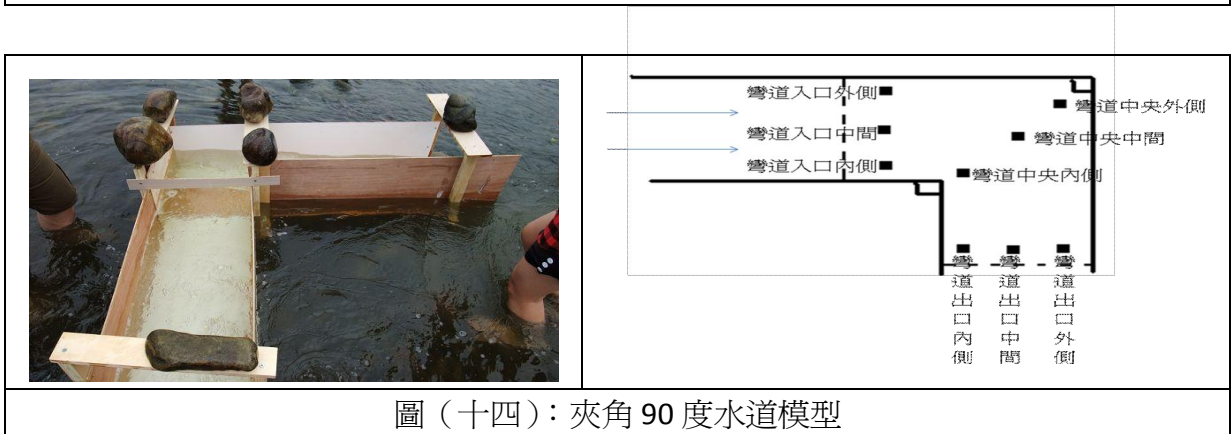 彎道入口外側
彎道中央外側
彎道入口中間
彎道中央中間
彎道入口內側
彎道中央內側
彎道出口內側
彎道出口中間
彎道出口外側
圖（十四）：夾角 90 度水道模型